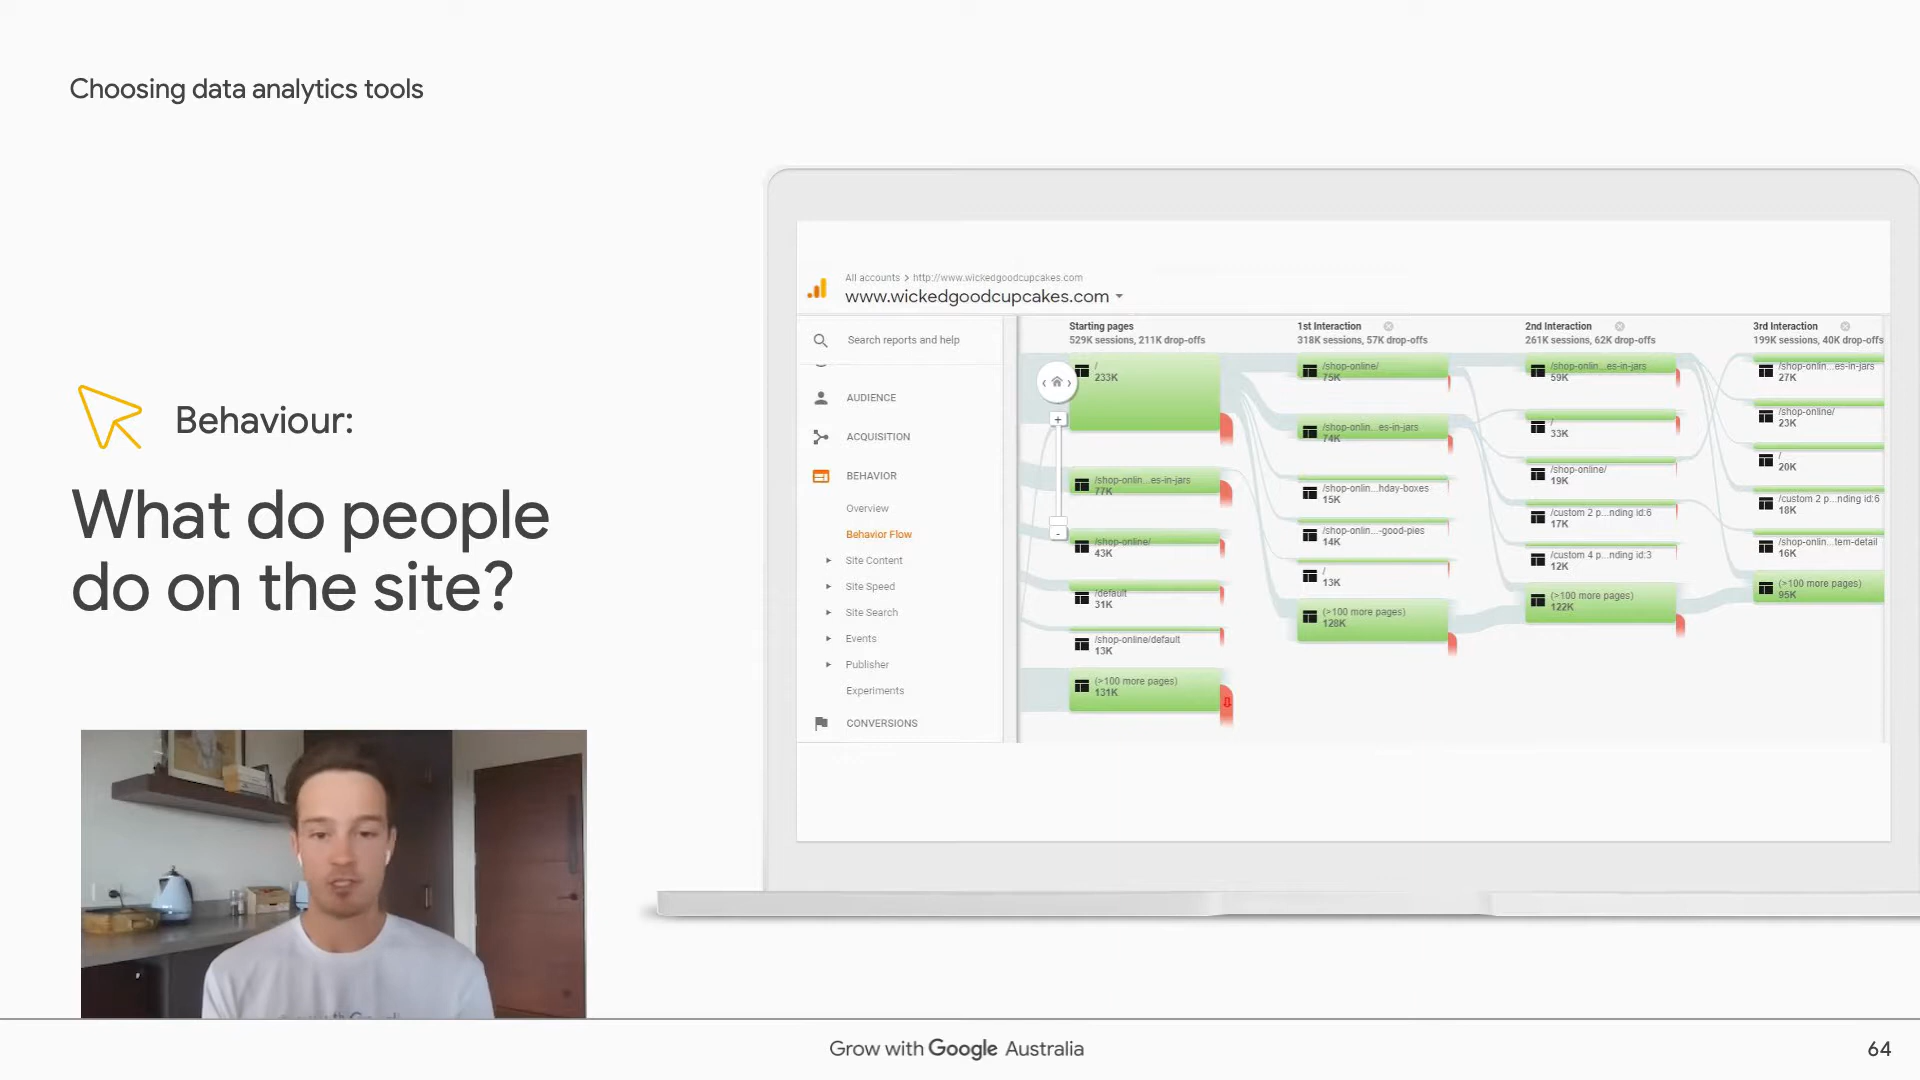 Choosing data analytics tools
Behaviour:
What do people
do on the site?
All accounts > http://www.wickedgoodcupcakes.com
www.wickedgoodcupcakes.com
Search reports and help
AUDIENCE
ACQUISITION
BEHAVIOR
Overview
Behavior Flow
Site Content
Site Speed
Site Search
Events
Publisher
Experiments
CONVERSIONS
Starting pages
529K sessions, 211K drop-offs
/
233K
/shop-onlin...es-in-jars
77K
/shop-online/
43K
/default
31K
/shop-online/default
13K
(>100 more pages)
131K
1st Interaction
318K sessions, 57K drop-offs
/shop-online/
75K
/shop-onlin...es-in-jars
74K
/shop-onlin...hday-boxes
15K
/shop-onlin...-good-pies
14K
/
13K
(>100 more pages)
128K
2nd Interaction
261K sessions, 62K drop-offs
/shop-onlin...es-in-jars
59K
/
33K
/shop-online/
19K
/custom 2 p...nding id:6
17K
/custom 4 p...nding id:3
12K
(>100 more pages)
122K
3rd Interaction
199K sessions, 40K drop-offs
/shop-onlin...es-in-jars
27K
/shop-online/
23K
/
20K
/custom 2 p...nding id:6
18K
/shop-onlin...tem-detail
16K
(>100 more pages)
95K
Grow with Google Australia
64